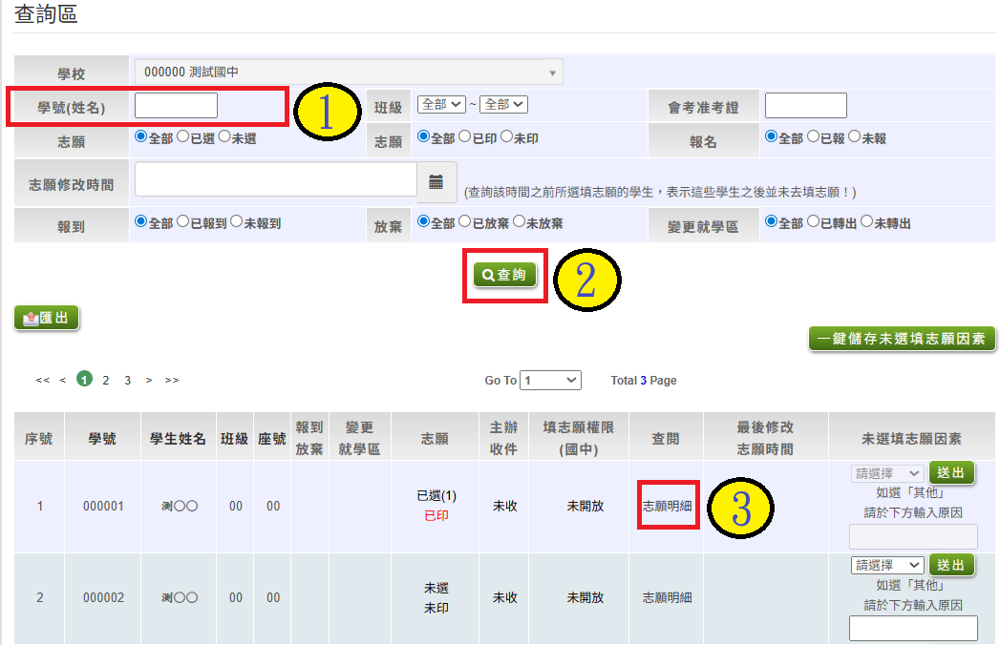 查詢區
學校 000000 測試國中
學號(姓名) 1 班級 全部 ~ 全部 會考准考證
志願 全部 已選 未選 志願 全部 已印 未印 報名 全部 已報 未報
志願修改時間 (查詢該時間之前所選填志願的學生，表示這些學生之後並未去填志願！)
報到 全部 已報到 未報到 放棄 全部 已放棄 未放棄 變更就學區 全部 已轉出 未轉出
查詢 2
匯出
一鍵儲存未選填志願因素
<< < 1 2 3 > >> Go To 1 Total 3 Page
序號 學號 學生姓名 班級 座號 報到放棄 變更就學區 志願 主辦收件 填志願權限(國中) 查閱 最後修改志願時間 未選填志願因素
1 000001 測〇〇 00 00 已選(1) 未收 未開放 志願明細 3 請選擇 送出
已印 如選「其他」
請於下方輸入原因
2 000002 測〇〇 00 00 未選 未收 未開放 志願明細 請選擇 送出
未印 如選「其他」
請於下方輸入原因